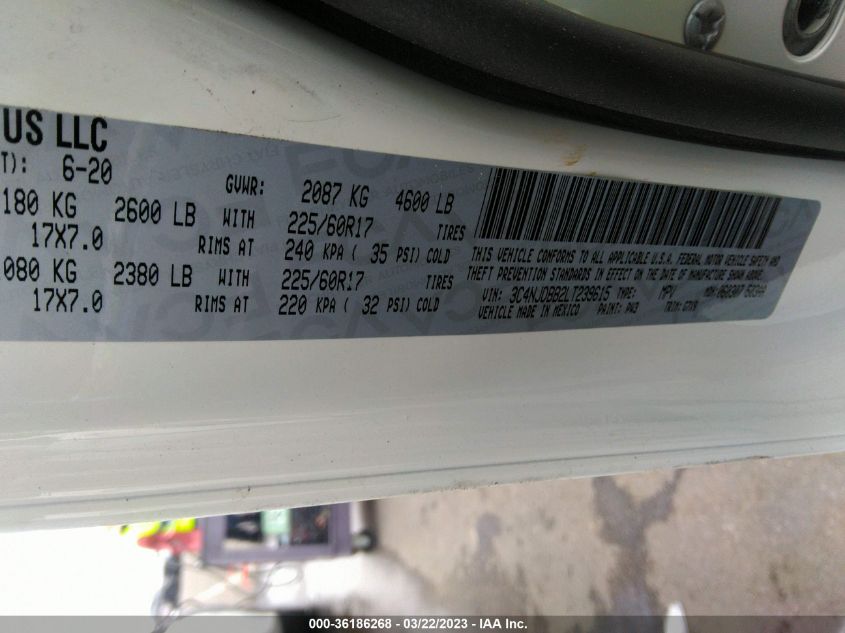 US LLC
T): 6-20
GVWR: 2087 KG 4600 LB
180 KG 2600 LB WITH 225/60R17 TIRES
17X7.0 RIMS AT 240 KPA ( 35 PSI) COLD
080 KG 2380 LB WITH 225/60R17 TIRES
17X7.0 RIMS AT 220 KPA ( 32 PSI) COLD
THIS VEHICLE CONFORMS TO ALL APPLICABLE U.S.A. FEDERAL MOTOR VEHICLE SAFETY AND
THEFT PREVENTION STANDARDS IN EFFECT ON THE DATE OF MANUFACTURE SHOWN ABOVE.
VIN: 3C4NJDBB2LT239615 TYPE: MPV MDH:
VEHICLE MADE IN MEXICO PAINT: PW3 TRIM:
000-36186268 - 03/22/2023 - IAA Inc.